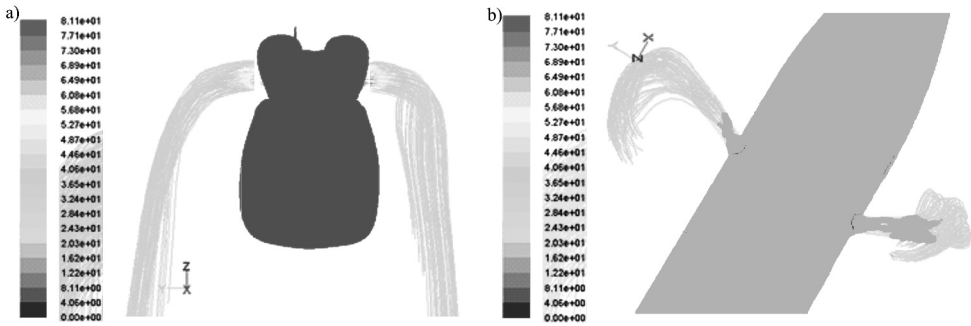 a)
8.11e+01
7.71e+01
7.30e+01
6.89e+01
6.49e+01
6.08e+01
5.68e+01
5.27e+01
4.87e+01
4.46e+01
4.06e+01
3.65e+01
3.24e+01
2.84e+01
2.43e+01
2.03e+01
1.62e+01
1.22e+01
8.11e+00
4.06e+00
0.00e+00
Z
Y X
b)
8.11e+01
7.71e+01
7.30e+01
6.89e+01
6.49e+01
6.08e+01
5.68e+01
5.27e+01
4.87e+01
4.46e+01
4.06e+01
3.65e+01
3.24e+01
2.84e+01
2.43e+01
2.03e+01
1.62e+01
1.22e+01
8.11e+00
4.06e+00
0.00e+00
Y X
Z